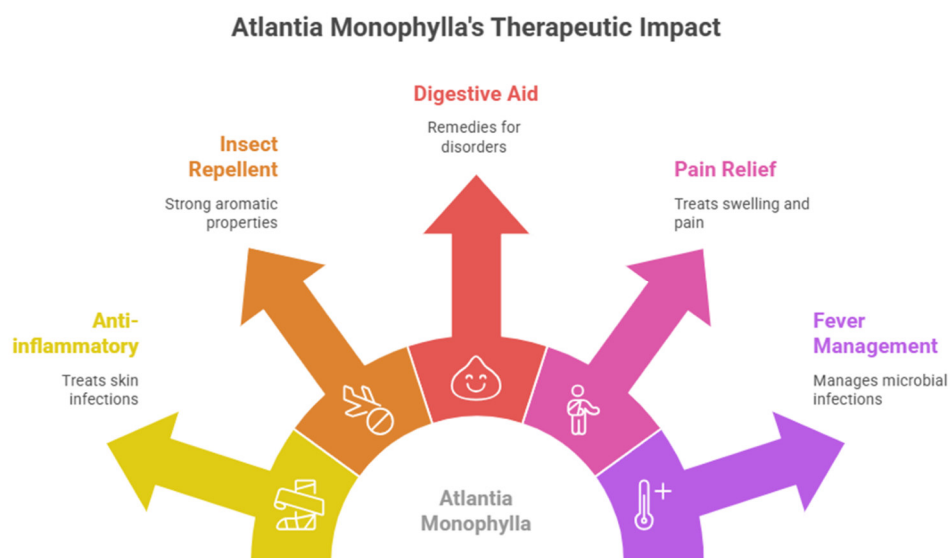 Atlantia Monophylla's Therapeutic Impact
Digestive Aid
Remedies for
disorders
Insect
Repellent
Strong aromatic
properties
Pain Relief
Treats swelling and
pain
Anti-
inflammatory
Treats skin
infections
Fever
Management
Manages microbial
infections
Atlantia
Monophylla